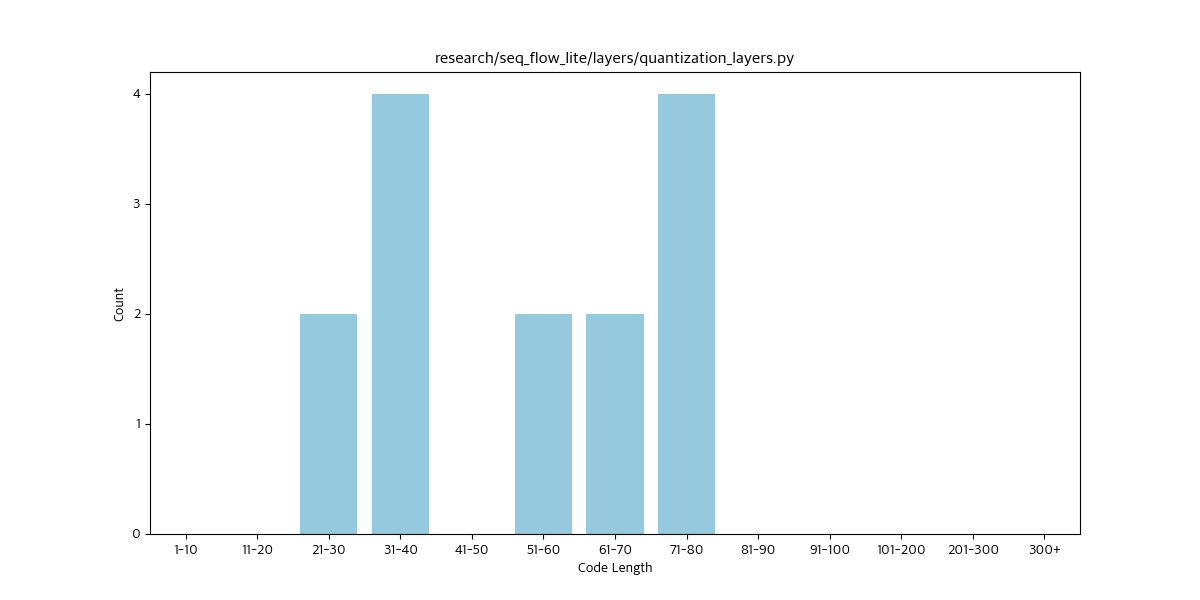 research/seq_flow_lite/layers/quantization_layers.py
4
3
2
1
0
Count
1-10 11-20 21-30 31-40 41-50 51-60 61-70 71-80 81-90 91-100 101-200 201-300 300+
Code Length